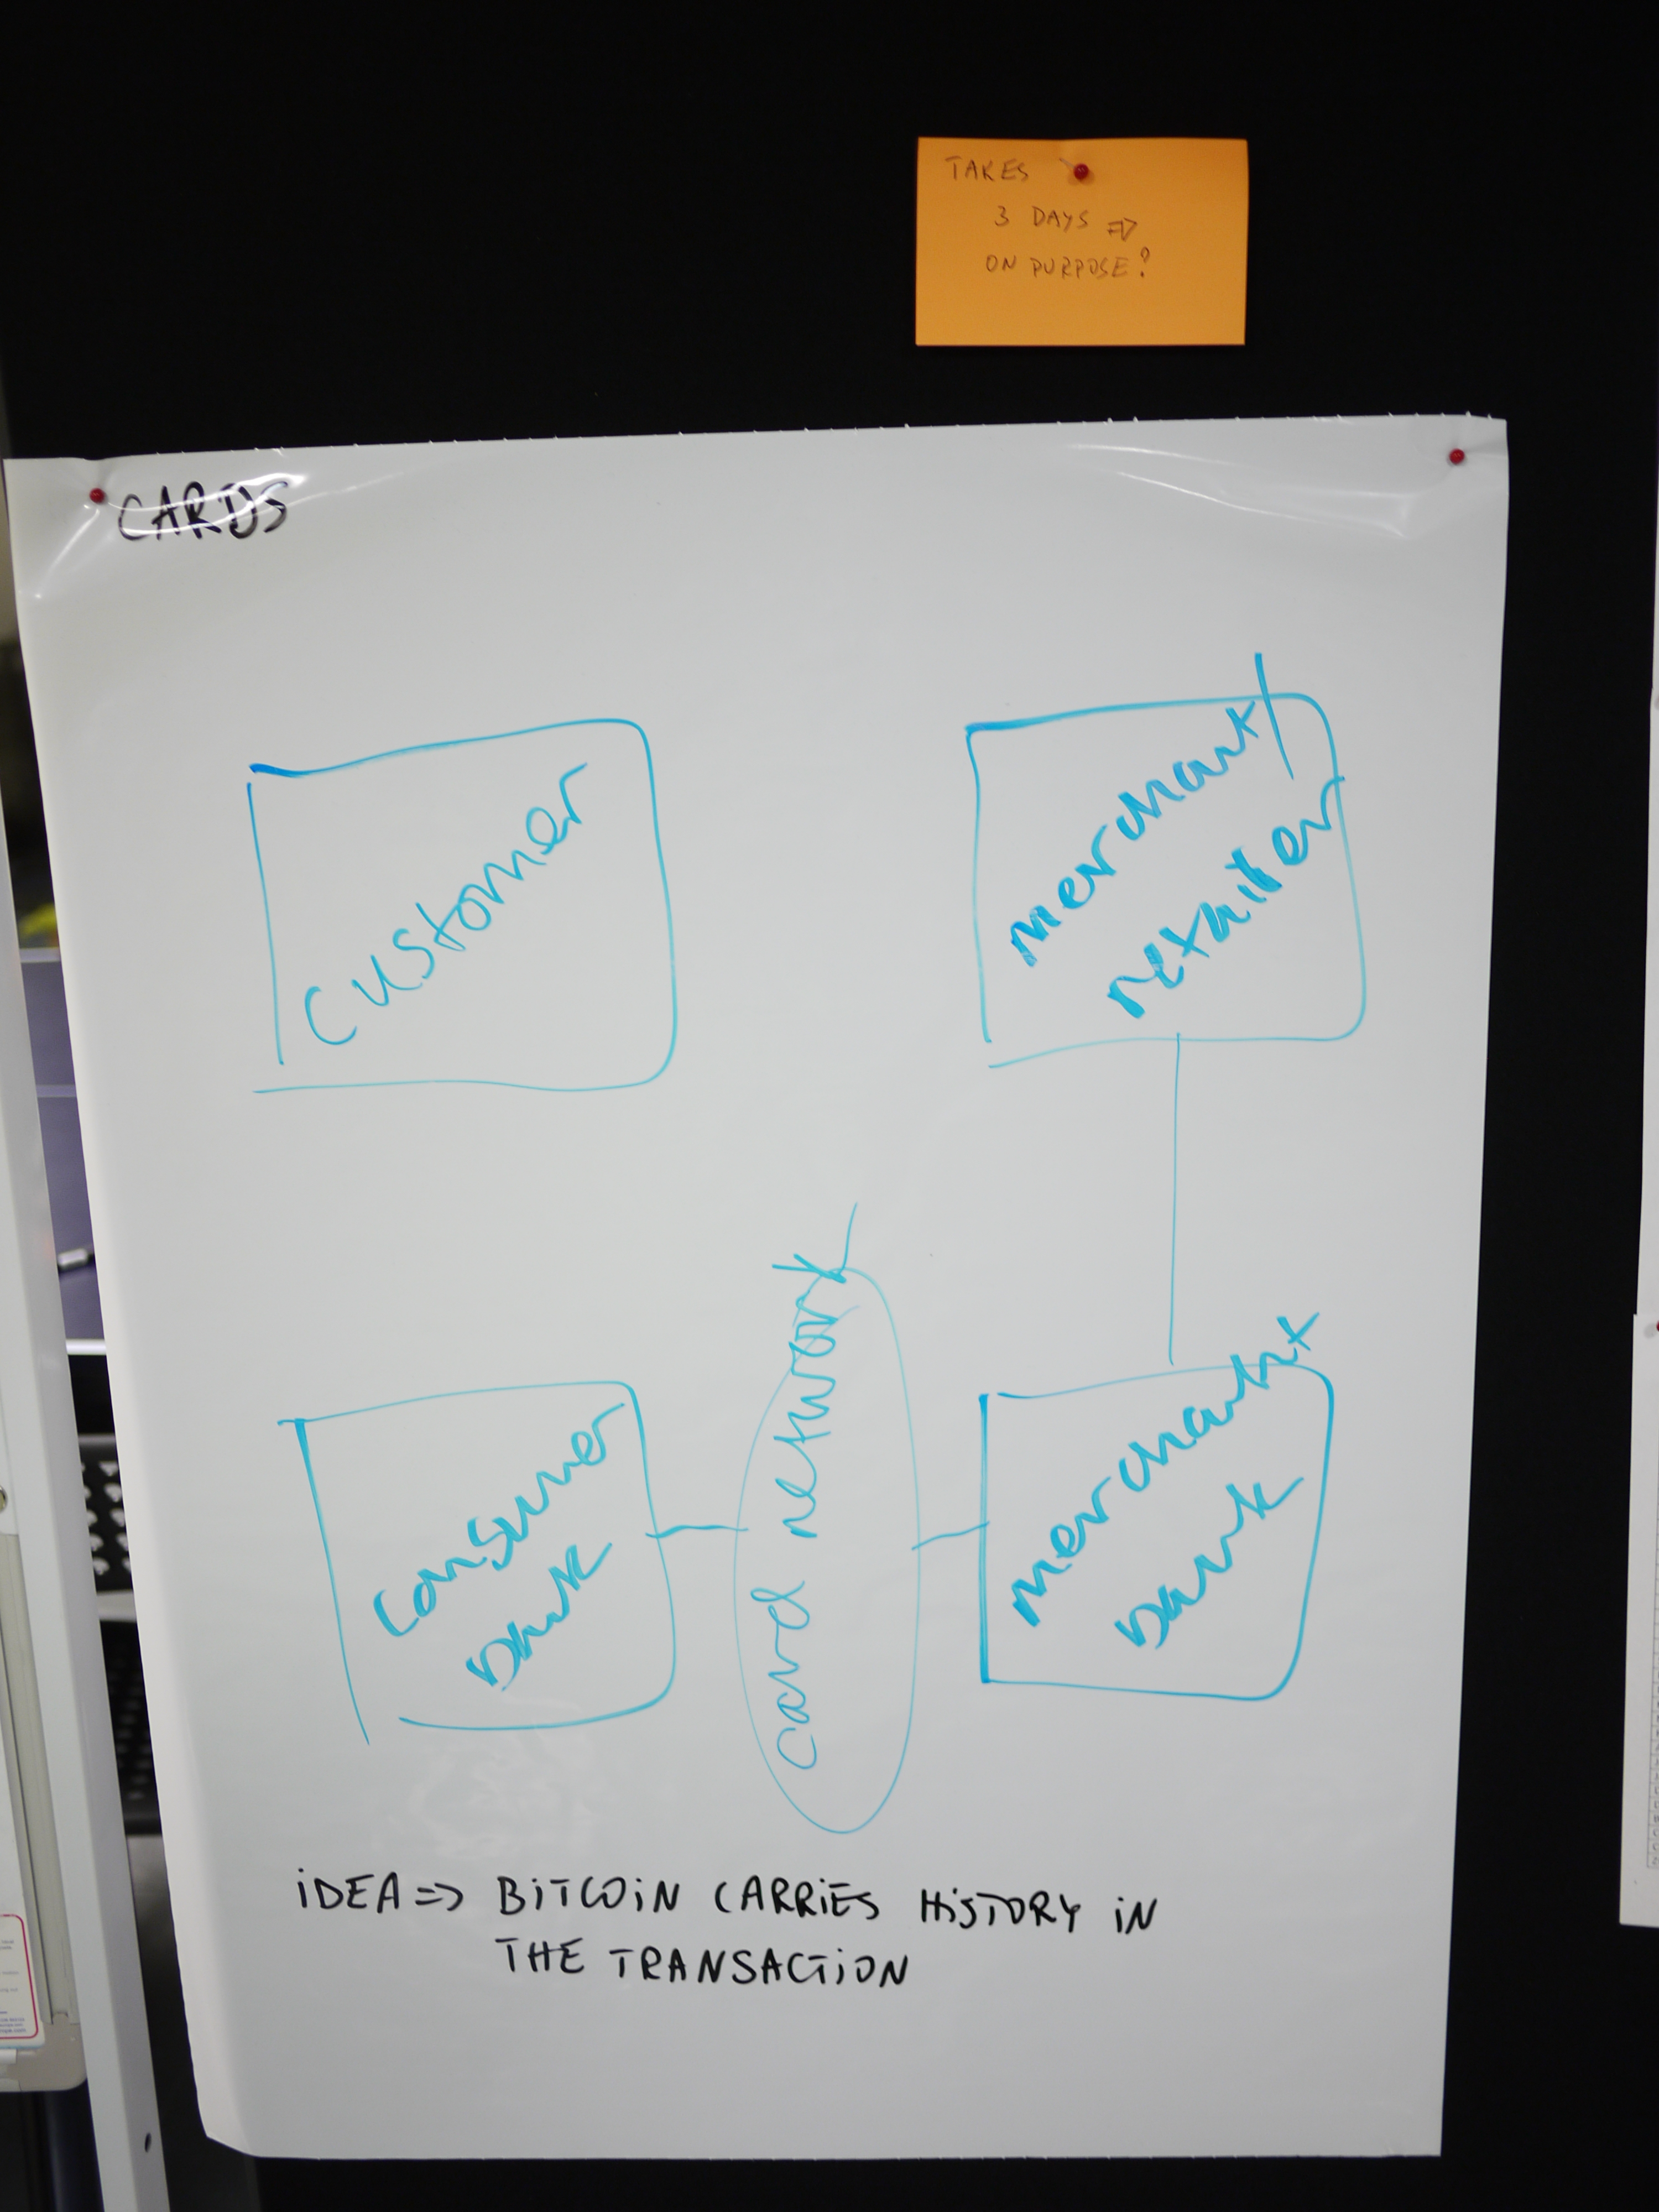 TAKES
3 DAYS =>
ON PURPOSE?
CARDS
Customer
merchant/
retailer
consumer
bank
card network
merchant
bank
iDEA => BiTCOiN CARRiES HiSTORY iN
THE TRANSACTiON